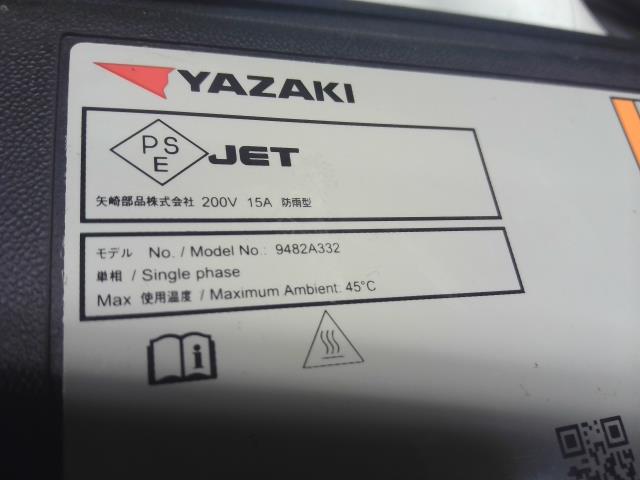 YAZAKI
PS
E
JET
矢崎部品株式会社 200V 15A 防雨型
モデル No. / Model No.: 9482A332
単相 / Single phase
Max 使用温度 / Maximum Ambient: 45°C